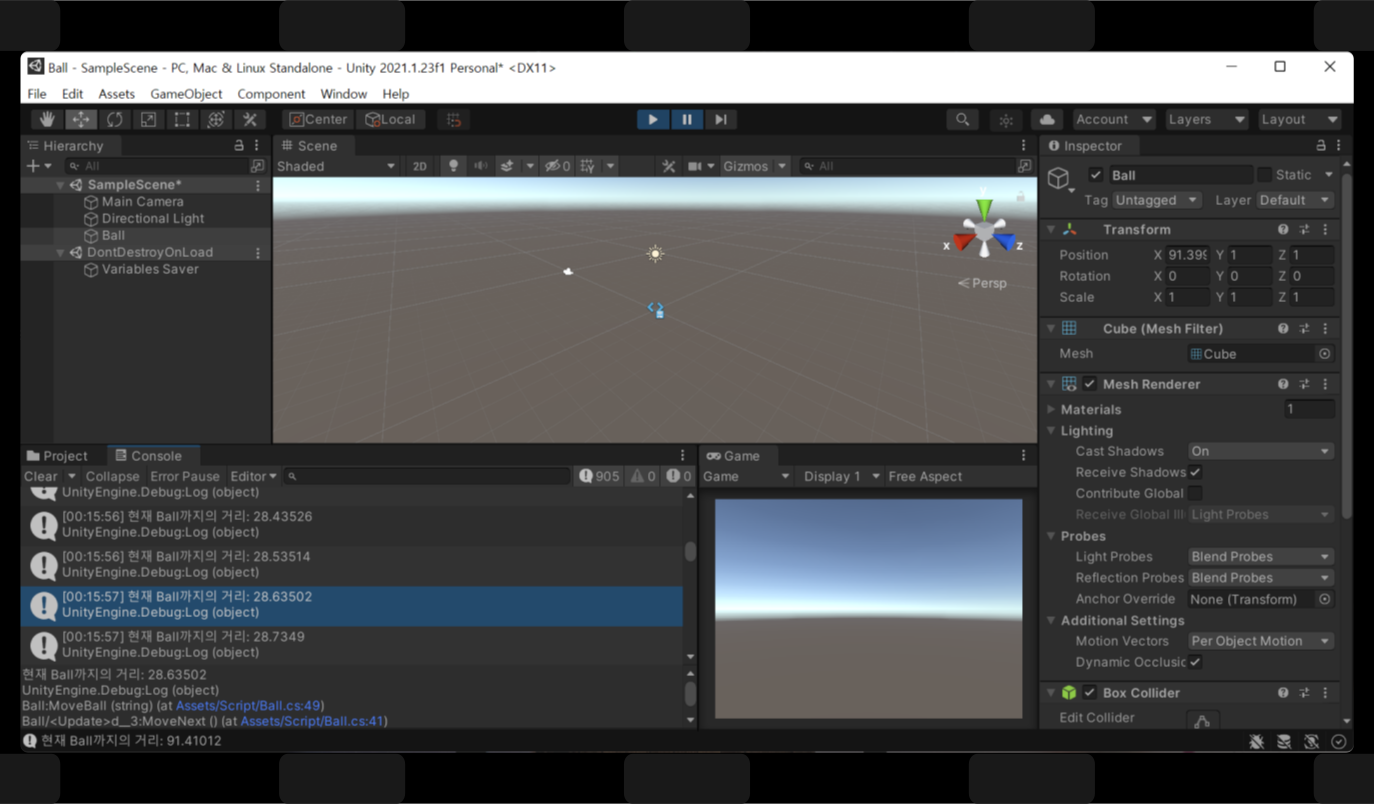 Ball - SampleScene - PC, Mac & Linux Standalone - Unity 2021.1.23f1 Personal* <DX11>
File Edit Assets GameObject Component Window Help
Center Local Account Layers Layout
Hierarchy
All
SampleScene*
Main Camera
Directional Light
Ball
DontDestroyOnLoad
Variables Saver
Scene
Shaded 2D 0 Gizmos All
Y
X Z
Persp
Inspector
Ball Static
Tag Untagged Layer Default
Transform
Position X 91.399 Y 1 Z 1
Rotation X 0 Y 0 Z 0
Scale X 1 Y 1 Z 1
Cube (Mesh Filter)
Mesh Cube
Mesh Renderer
Materials 1
Lighting
Cast Shadows On
Receive Shadows
Contribute Global
Receive Global Ill Light Probes
Probes
Light Probes Blend Probes
Reflection Probes Blend Probes
Anchor Override None (Transform)
Additional Settings
Motion Vectors Per Object Motion
Dynamic Occlusic
Box Collider
Edit Collider
Project Console
Clear Collapse Error Pause Editor 905 0 0
UnityEngine.Debug:Log (object)
[00:15:56] 현재 Ball까지의 거리: 28.43526
UnityEngine.Debug:Log (object)
[00:15:56] 현재 Ball까지의 거리: 28.53514
UnityEngine.Debug:Log (object)
[00:15:57] 현재 Ball까지의 거리: 28.63502
UnityEngine.Debug:Log (object)
[00:15:57] 현재 Ball까지의 거리: 28.7349
UnityEngine.Debug:Log (object)
현재 Ball까지의 거리: 28.63502
UnityEngine.Debug:Log (object)
Ball:MoveBall (string) (at Assets/Script/Ball.cs:49)
Ball/<Update>d__3:MoveNext () (at Assets/Script/Ball.cs:41)
현재 Ball까지의 거리: 91.41012
Game
Game Display 1 Free Aspect